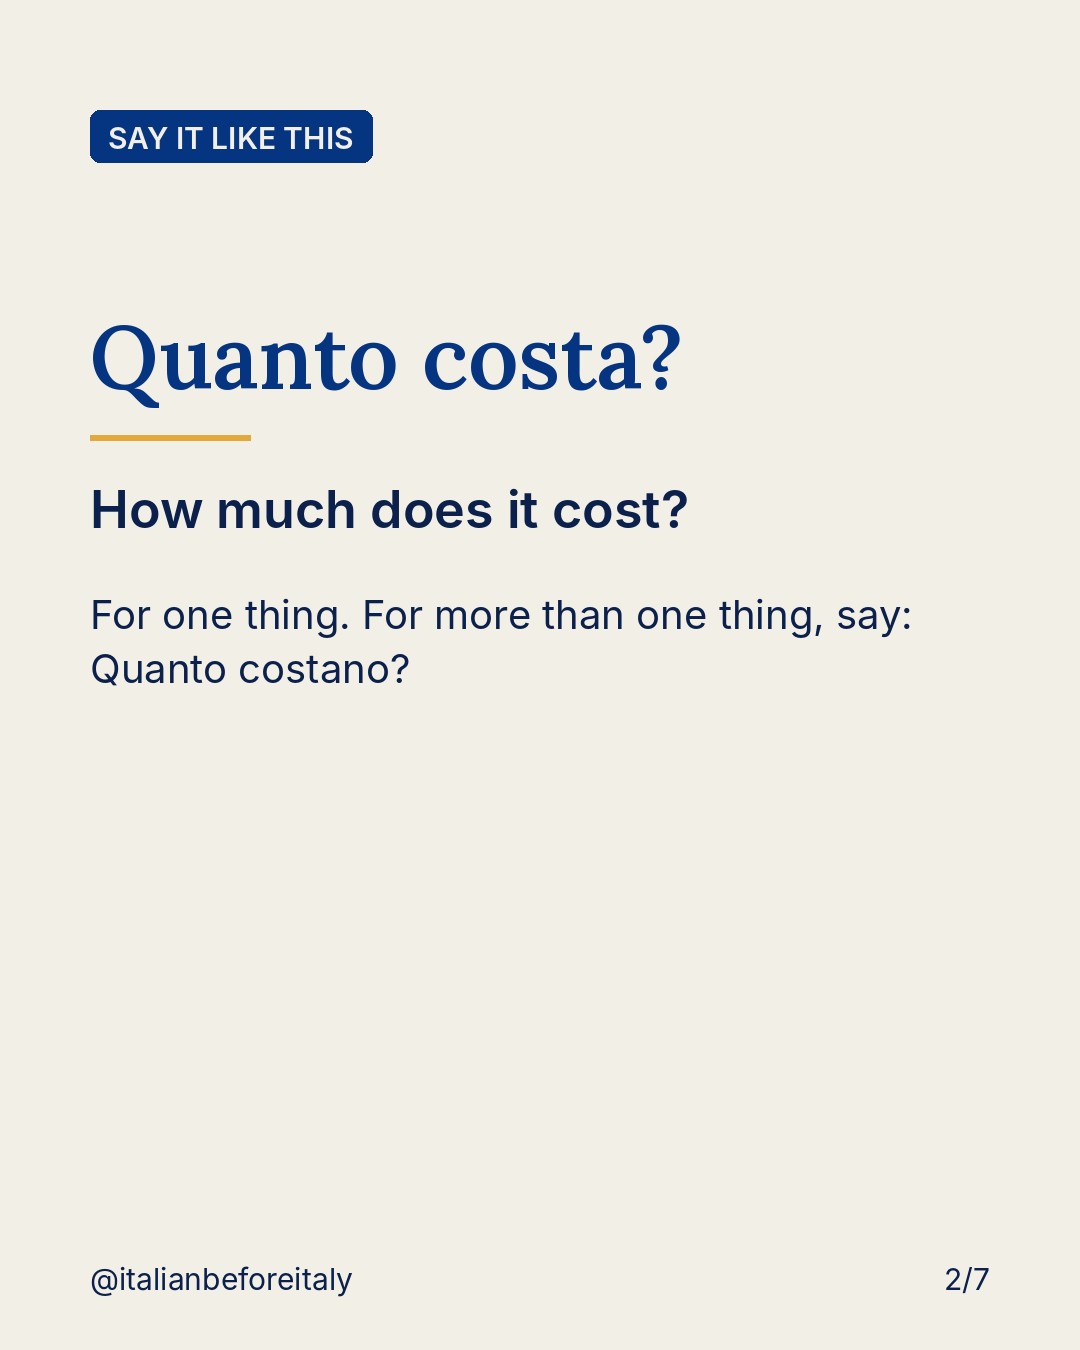 SAY IT LIKE THIS
Quanto costa?
How much does it cost?
For one thing. For more than one thing, say:
Quanto costano?
@italianbeforeitaly
2/7